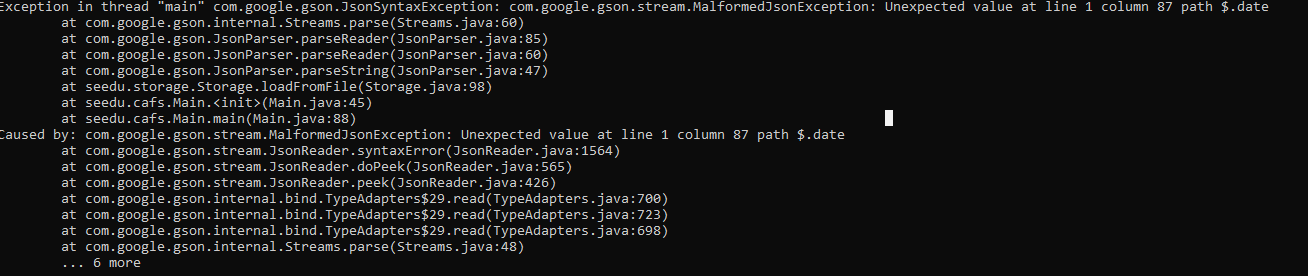 Exception in thread "main" com.google.gson.JsonSyntaxException: com.google.gson.stream.MalformedJsonException: Unexpected value at line 1 column 87 path $.date
at com.google.gson.internal.Streams.parse(Streams.java:60)
at com.google.gson.JsonParser.parseReader(JsonParser.java:85)
at com.google.gson.JsonParser.parseReader(JsonParser.java:60)
at com.google.gson.JsonParser.parseString(JsonParser.java:47)
at seedu.storage.Storage.loadFromFile(Storage.java:98)
at seedu.cafs.Main.<init>(Main.java:45)
at seedu.cafs.Main.main(Main.java:88)
Caused by: com.google.gson.stream.MalformedJsonException: Unexpected value at line 1 column 87 path $.date
at com.google.gson.stream.JsonReader.syntaxError(JsonReader.java:1564)
at com.google.gson.stream.JsonReader.doPeek(JsonReader.java:565)
at com.google.gson.stream.JsonReader.peek(JsonReader.java:426)
at com.google.gson.internal.bind.TypeAdapters$29.read(TypeAdapters.java:700)
at com.google.gson.internal.bind.TypeAdapters$29.read(TypeAdapters.java:723)
at com.google.gson.internal.bind.TypeAdapters$29.read(TypeAdapters.java:698)
at com.google.gson.internal.Streams.parse(Streams.java:48)
... 6 more